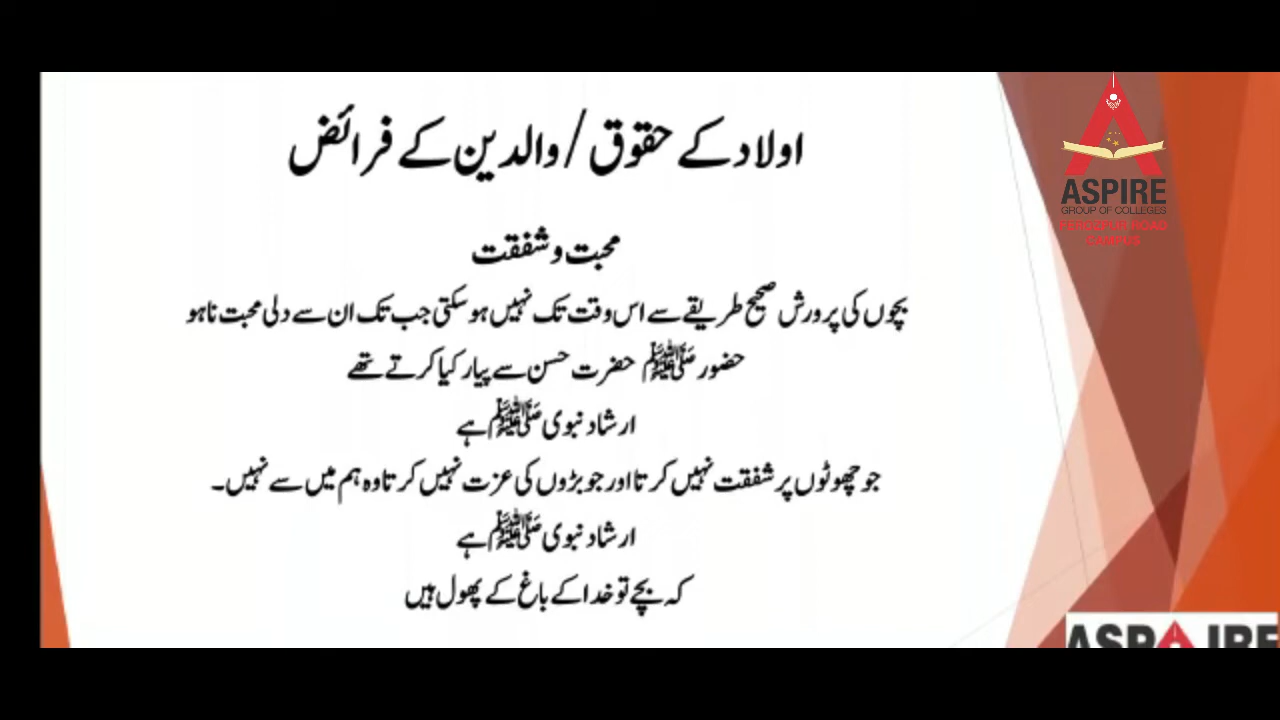 اولاد کے حقوق / والدین کے فرائض
محبت و شفقت
بچوں کی پرورش صحیح طریقے سے اس وقت تک نہیں ہو سکتی جب تک ان سے دلی محبت نا ہو
حضور ﷺ حضرت حسن سے پیار کیا کرتے تھے
ارشاد نبوی ﷺ ہے
جو چھوٹوں پر شفقت نہیں کرتا اور جو بڑوں کی عزت نہیں کرتا وہ ہم میں سے نہیں۔
ارشاد نبوی ﷺ ہے
کہ بچے تو خدا کے باغ کے پھول ہیں
ASPIRE
GROUP OF COLLEGES
FEROZPUR ROAD
CAMPUS
ASPAIRE